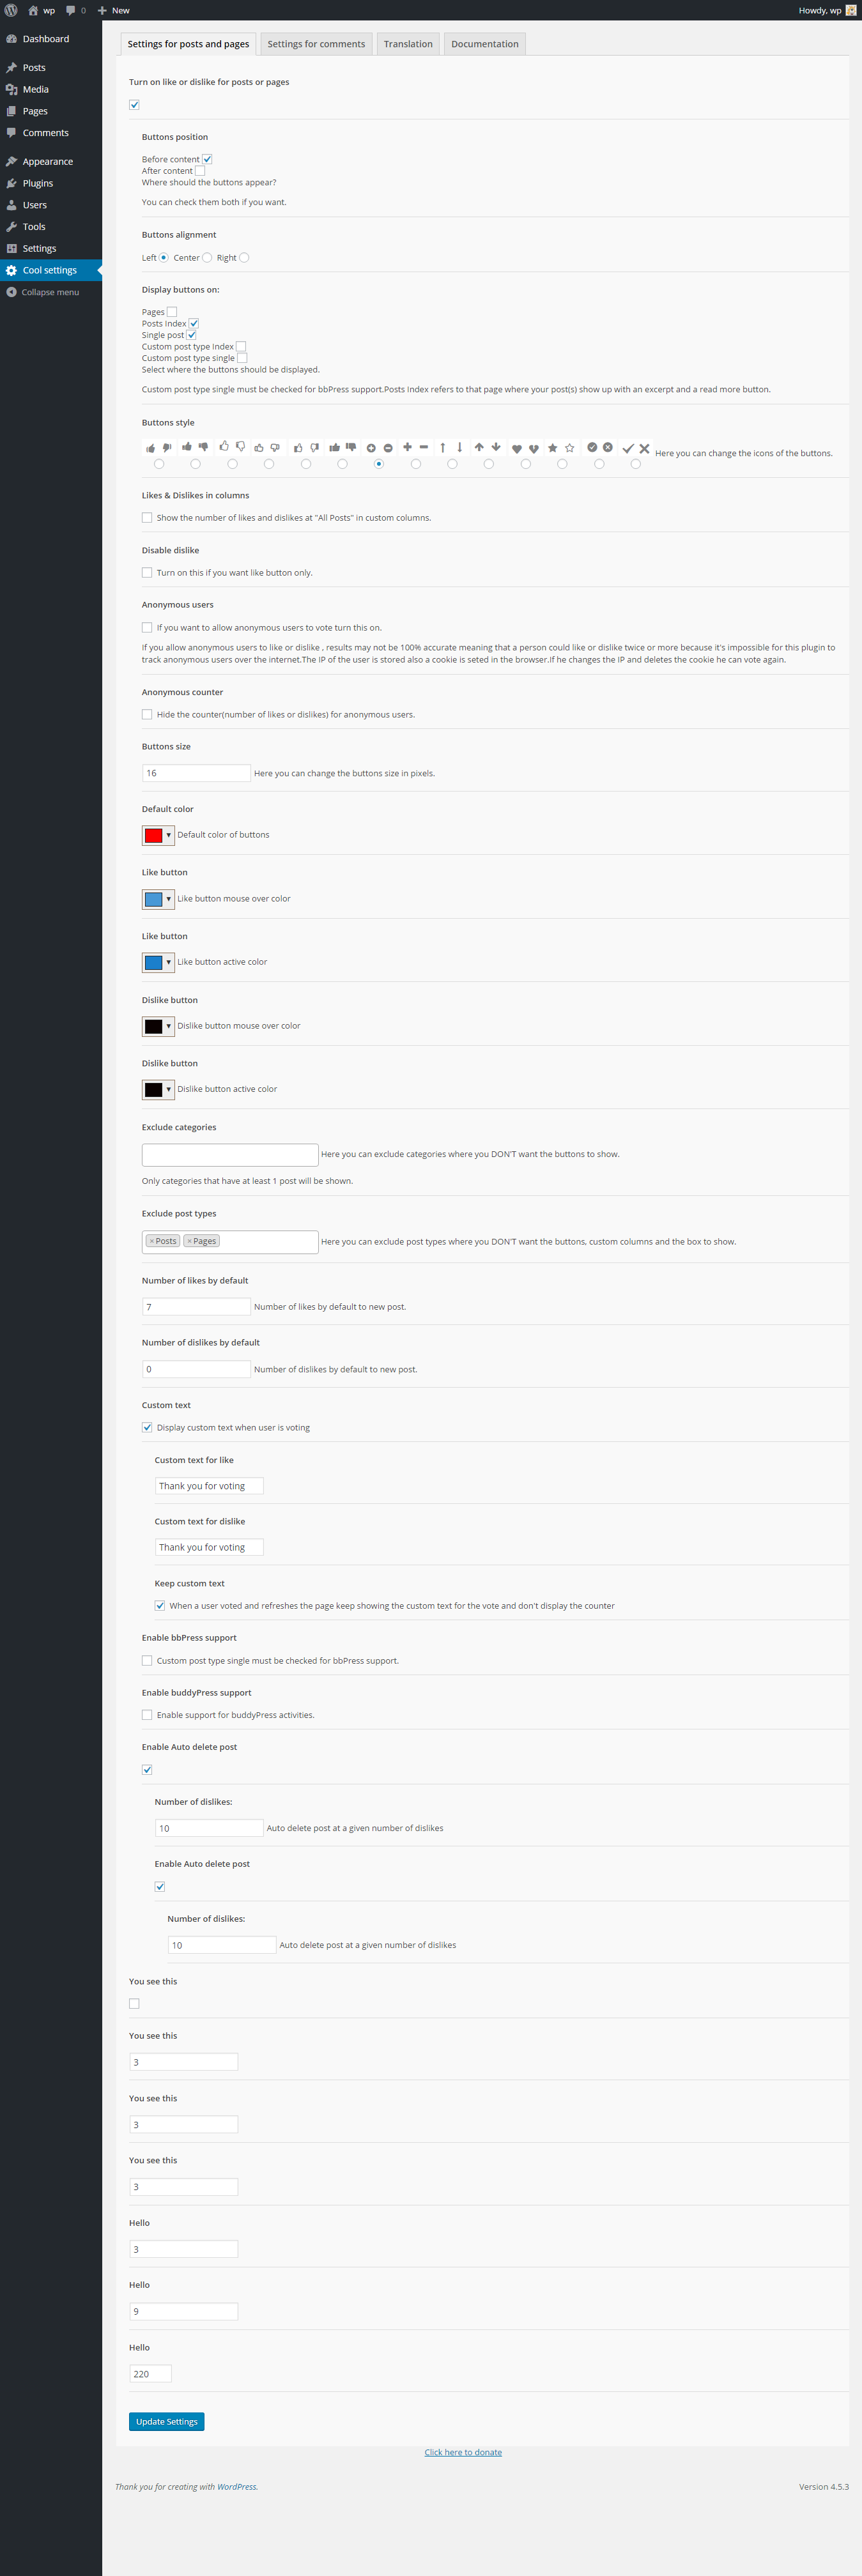 wp 0 New Howdy, wp
Dashboard
Posts
Media
Pages
Comments
Appearance
Plugins
Users
Tools
Settings
Cool settings
Collapse menu
Settings for posts and pages Settings for comments Translation Documentation
Turn on like or dislike for posts or pages
Buttons position
Before content
After content
Where should the buttons appear?
You can check them both if you want.
Buttons alignment
Left Center Right
Display buttons on:
Pages
Posts Index
Single post
Custom post type Index
Custom post type single
Select where the buttons should be displayed.
Custom post type single must be checked for bbPress support.Posts Index refers to that page where your post(s) show up with an excerpt and a read more button.
Buttons style
Here you can change the icons of the buttons.
Likes & Dislikes in columns
Show the number of likes and dislikes at "All Posts" in custom columns.
Disable dislike
Turn on this if you want like button only.
Anonymous users
If you want to allow anonymous users to vote turn this on.
If you allow anonymous users to like or dislike , results may not be 100% accurate meaning that a person could like or dislike twice or more because it's impossible for this plugin to
track anonymous users over the internet.The IP of the user is stored also a cookie is seted in the browser.If he changes the IP and deletes the cookie he can vote again.
Anonymous counter
Hide the counter(number of likes or dislikes) for anonymous users.
Buttons size
16 Here you can change the buttons size in pixels.
Default color
Default color of buttons
Like button
Like button mouse over color
Like button
Like button active color
Dislike button
Dislike button mouse over color
Dislike button
Dislike button active color
Exclude categories
Here you can exclude categories where you DON'T want the buttons to show.
Only categories that have at least 1 post will be shown.
Exclude post types
× Posts × Pages Here you can exclude post types where you DON'T want the buttons, custom columns and the box to show.
Number of likes by default
7 Number of likes by default to new post.
Number of dislikes by default
0 Number of dislikes by default to new post.
Custom text
Display custom text when user is voting
Custom text for like
Thank you for voting
Custom text for dislike
Thank you for voting
Keep custom text
When a user voted and refreshes the page keep showing the custom text for the vote and don't display the counter
Enable bbPress support
Custom post type single must be checked for bbPress support.
Enable buddyPress support
Enable support for buddyPress activities.
Enable Auto delete post
Number of dislikes:
10 Auto delete post at a given number of dislikes
Enable Auto delete post
Number of dislikes:
10 Auto delete post at a given number of dislikes
You see this
You see this
3
You see this
3
You see this
3
Hello
3
Hello
9
Hello
220
Update Settings
Click here to donate
Thank you for creating with WordPress. Version 4.5.3